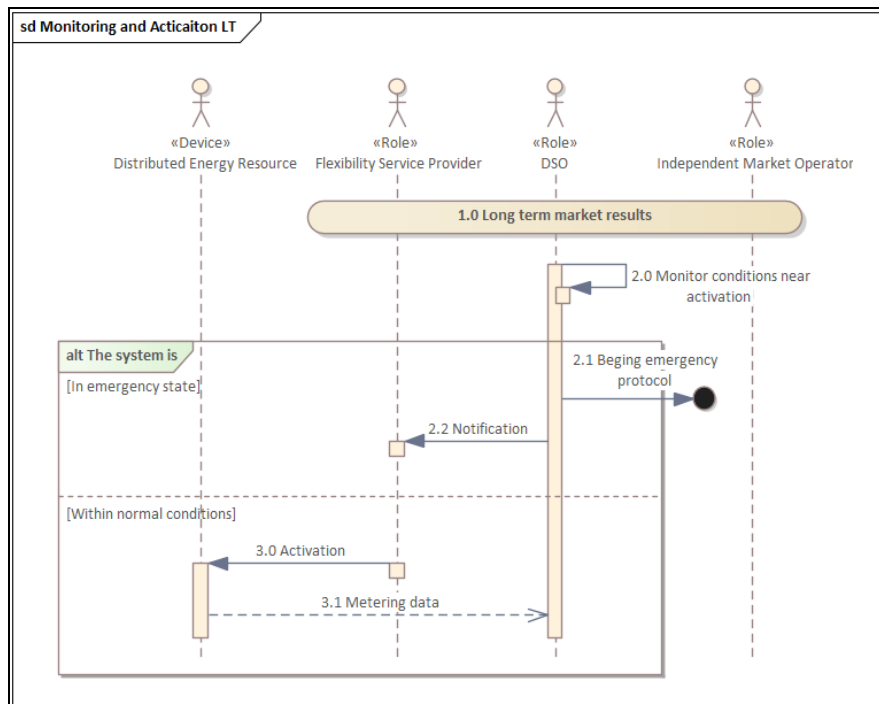 sd Monitoring and Acticaiton LT
«Device»
Distributed Energy Resource
«Role»
Flexibility Service Provider
«Role»
DSO
«Role»
Independent Market Operator
1.0 Long term market results
2.0 Monitor conditions near
activation
alt The system is
[In emergency state]
2.1 Beging emergency
protocol
2.2 Notification
[Within normal conditions]
3.0 Activation
3.1 Metering data